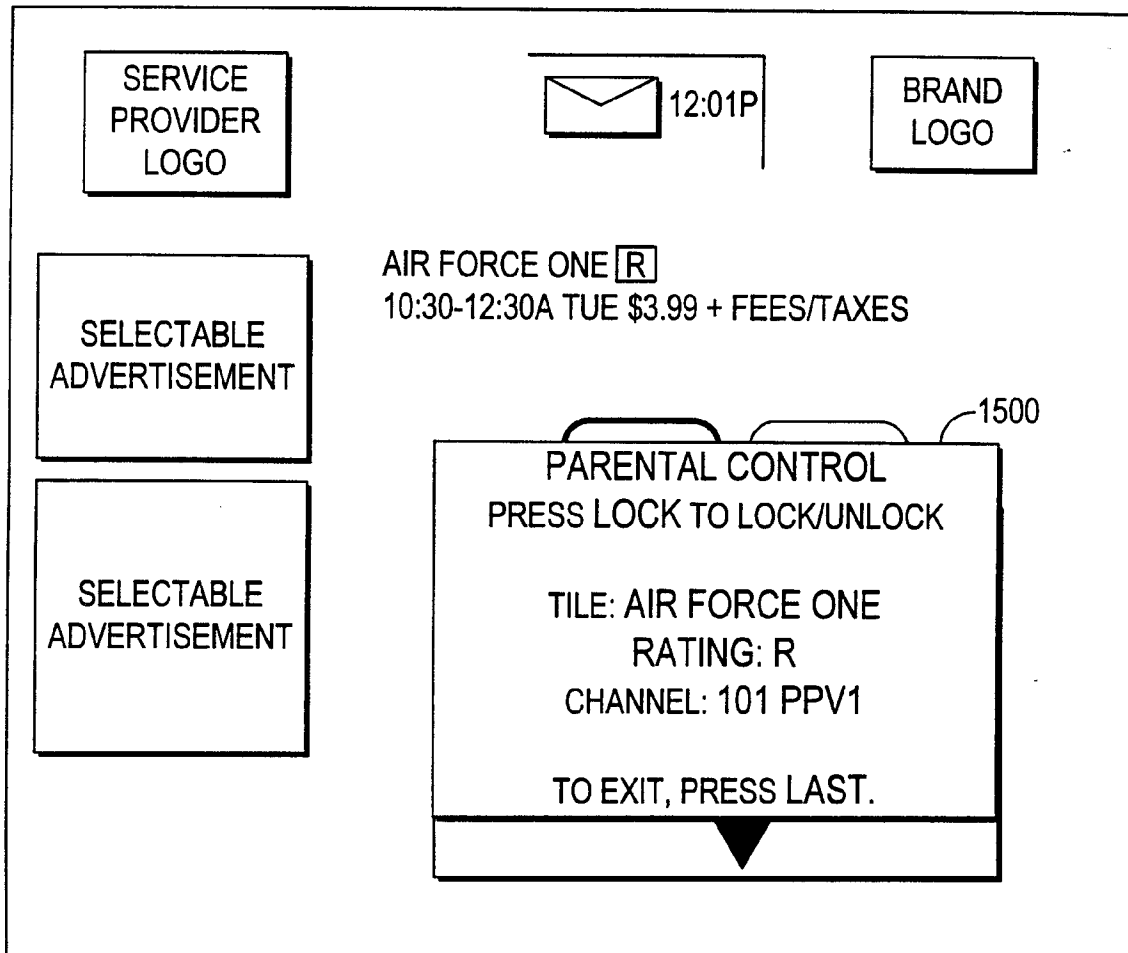 SERVICE
PROVIDER
LOGO
12:01P
BRAND
LOGO
AIR FORCE ONE R
10:30-12:30A TUE $3.99 + FEES/TAXES
SELECTABLE
ADVERTISEMENT
1500
PARENTAL CONTROL
PRESS LOCK TO LOCK/UNLOCK
SELECTABLE
ADVERTISEMENT
TILE: AIR FORCE ONE
RATING: R
CHANNEL: 101 PPV1
TO EXIT, PRESS LAST.